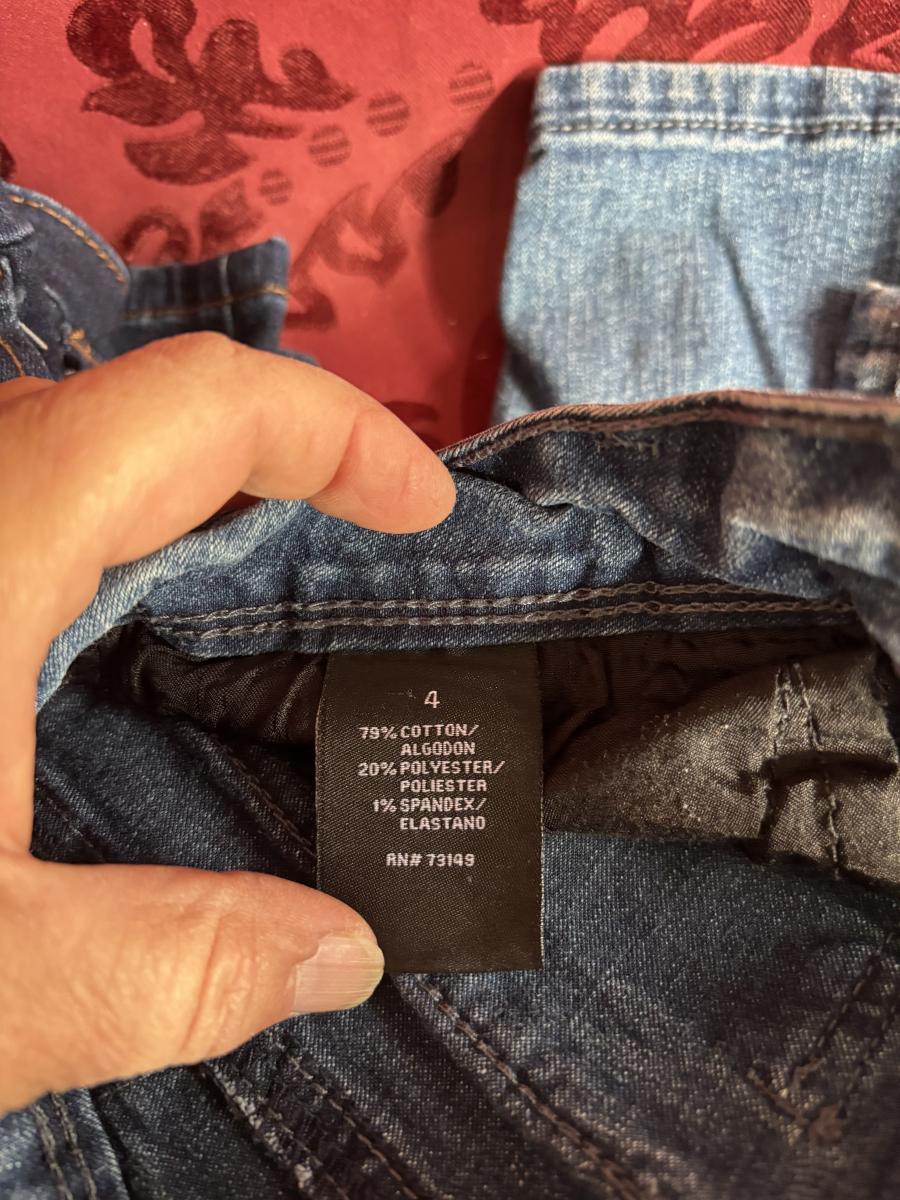 4
79% COTTON/
ALGODON
20% POLYESTER/
POLIESTER
1% SPANDEX/
ELASTANO
RN# 73149